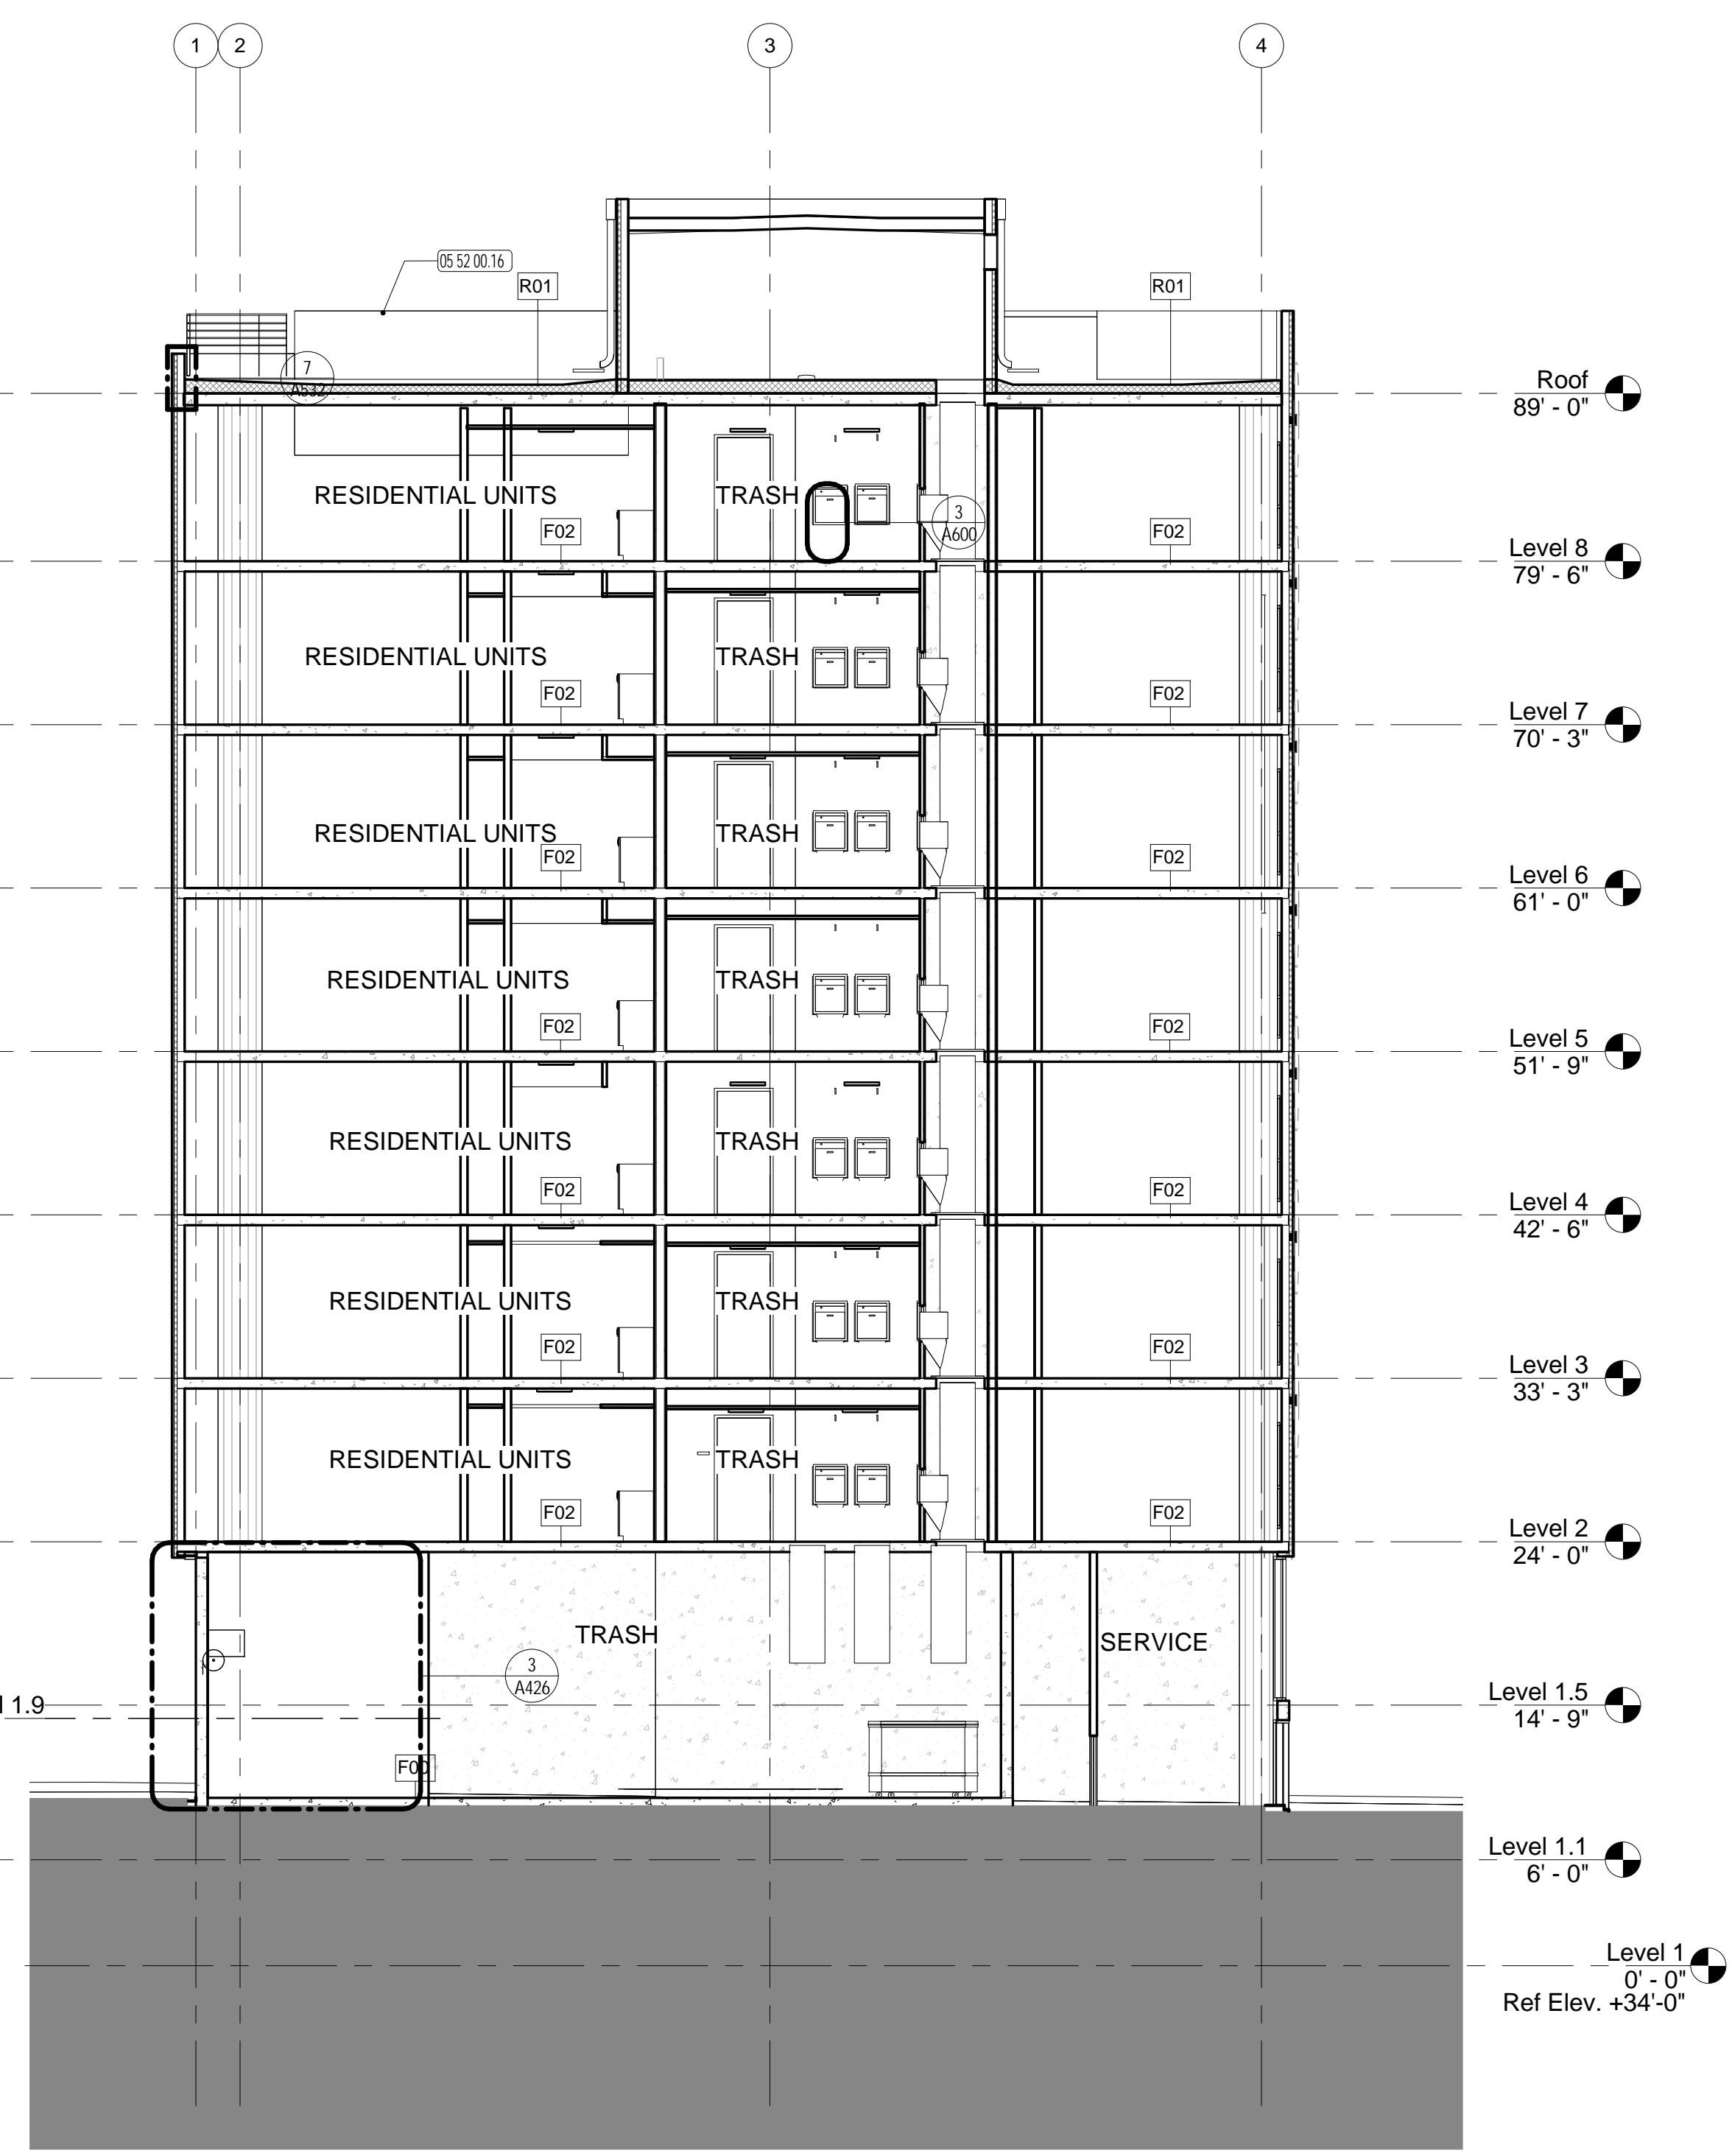 1 2 3 4
05 52 00.16
R01 R01
7
A532
Roof
89' - 0"
RESIDENTIAL UNITS TRASH
3
A600
F02 F02
Level 8
79' - 6"
RESIDENTIAL UNITS TRASH
F02 F02
Level 7
70' - 3"
RESIDENTIAL UNITS TRASH
F02 F02
Level 6
61' - 0"
RESIDENTIAL UNITS TRASH
F02 F02
Level 5
51' - 9"
RESIDENTIAL UNITS TRASH
F02 F02
Level 4
42' - 6"
RESIDENTIAL UNITS TRASH
F02 F02
Level 3
33' - 3"
RESIDENTIAL UNITS TRASH
F02 F02
Level 2
24' - 0"
TRASH SERVICE
3
A426
1.9
Level 1.5
14' - 9"
F00
Level 1.1
6' - 0"
Level 1
0' - 0"
Ref Elev. +34'-0"